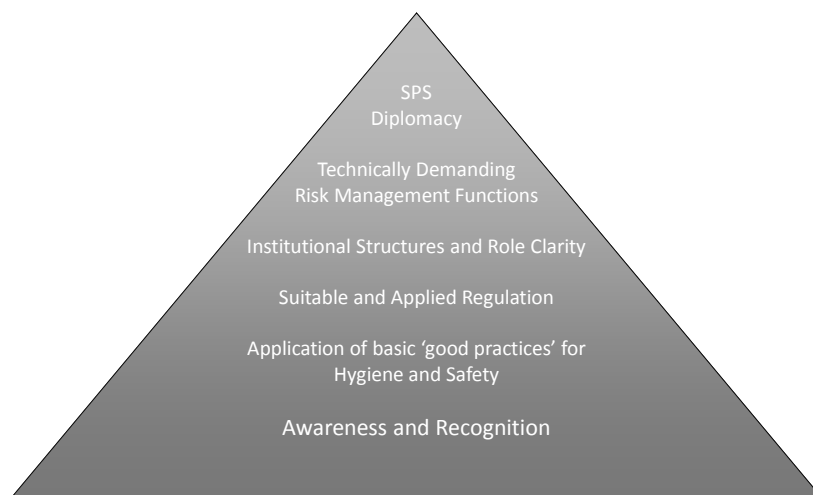 SPS
Diplomacy
Technically Demanding
Risk Management Functions
Institutional Structures and Role Clarity
Suitable and Applied Regulation
Application of basic ‘good practices’ for
Hygiene and Safety
Awareness and Recognition